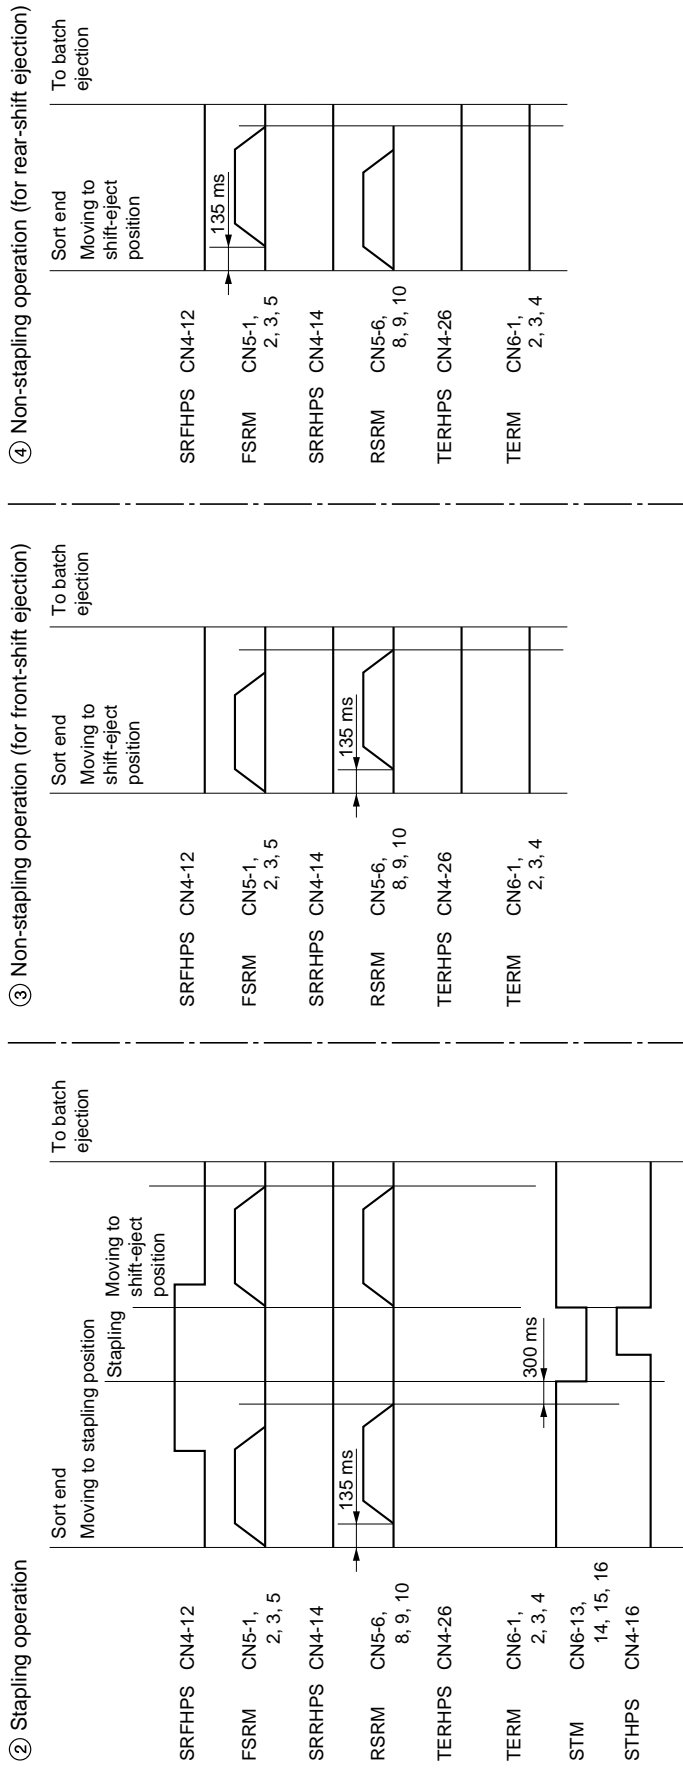 ② Stapling operation
Sort end
Moving to stapling position
Stapling
Moving to
shift-eject
position
To batch
ejection
SRFHPS CN4-12
FSRM CN5-1,
2, 3, 5
SRRHPS CN4-14
RSRM CN5-6,
8, 9, 10
135 ms
TERHPS CN4-26
TERM CN6-1,
2, 3, 4
300 ms
STM CN6-13,
14, 15, 16
STHPS CN4-16
③ Non-stapling operation (for front-shift ejection)
Sort end
Moving to
shift-eject
position
To batch
ejection
SRFHPS CN4-12
FSRM CN5-1,
2, 3, 5
SRRHPS CN4-14
RSRM CN5-6,
8, 9, 10
135 ms
TERHPS CN4-26
TERM CN6-1,
2, 3, 4
④ Non-stapling operation (for rear-shift ejection)
Sort end
Moving to
shift-eject
position
To batch
ejection
SRFHPS CN4-12
135 ms
FSRM CN5-1,
2, 3, 5
SRRHPS CN4-14
RSRM CN5-6,
8, 9, 10
TERHPS CN4-26
TERM CN6-1,
2, 3, 4